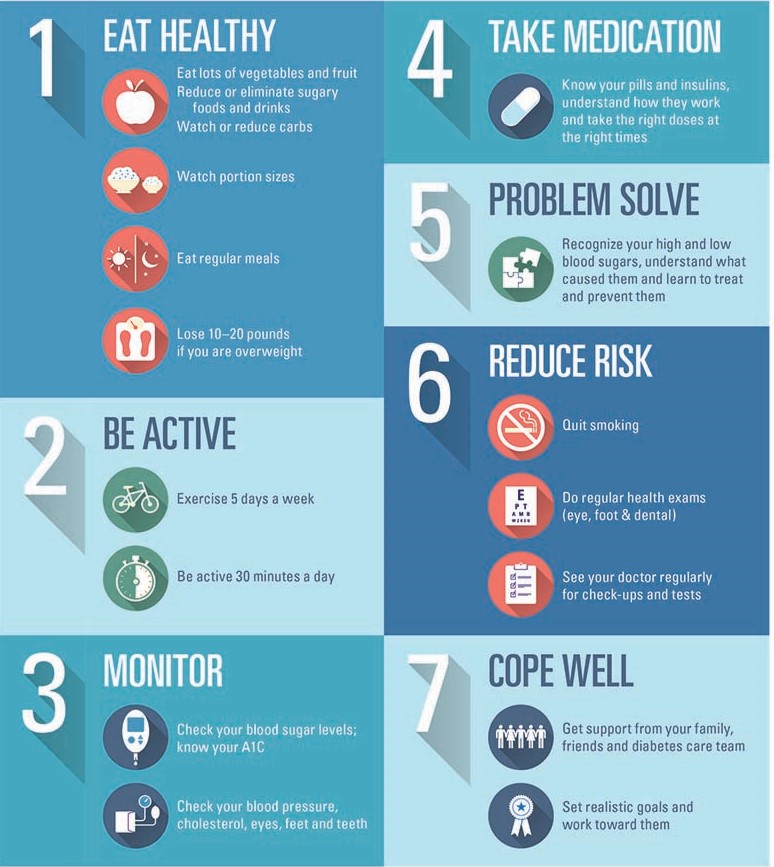 1
EAT HEALTHY
Eat lots of vegetables and fruit
Reduce or eliminate sugary
foods and drinks
Watch or reduce carbs
Watch portion sizes
Eat regular meals
Lose 10–20 pounds
if you are overweight
2
BE ACTIVE
Exercise 5 days a week
Be active 30 minutes a day
3
MONITOR
Check your blood sugar levels;
know your A1C
Check your blood pressure,
cholesterol, eyes, feet and teeth
4
TAKE MEDICATION
Know your pills and insulins,
understand how they work
and take the right doses at
the right times
5
PROBLEM SOLVE
Recognize your high and low
blood sugars, understand what
caused them and learn to treat
and prevent them
6
REDUCE RISK
Quit smoking
E
P T
Do regular health exams
(eye, foot & dental)
See your doctor regularly
for check-ups and tests
7
COPE WELL
Get support from your family,
friends and diabetes care team
Set realistic goals and
work toward them